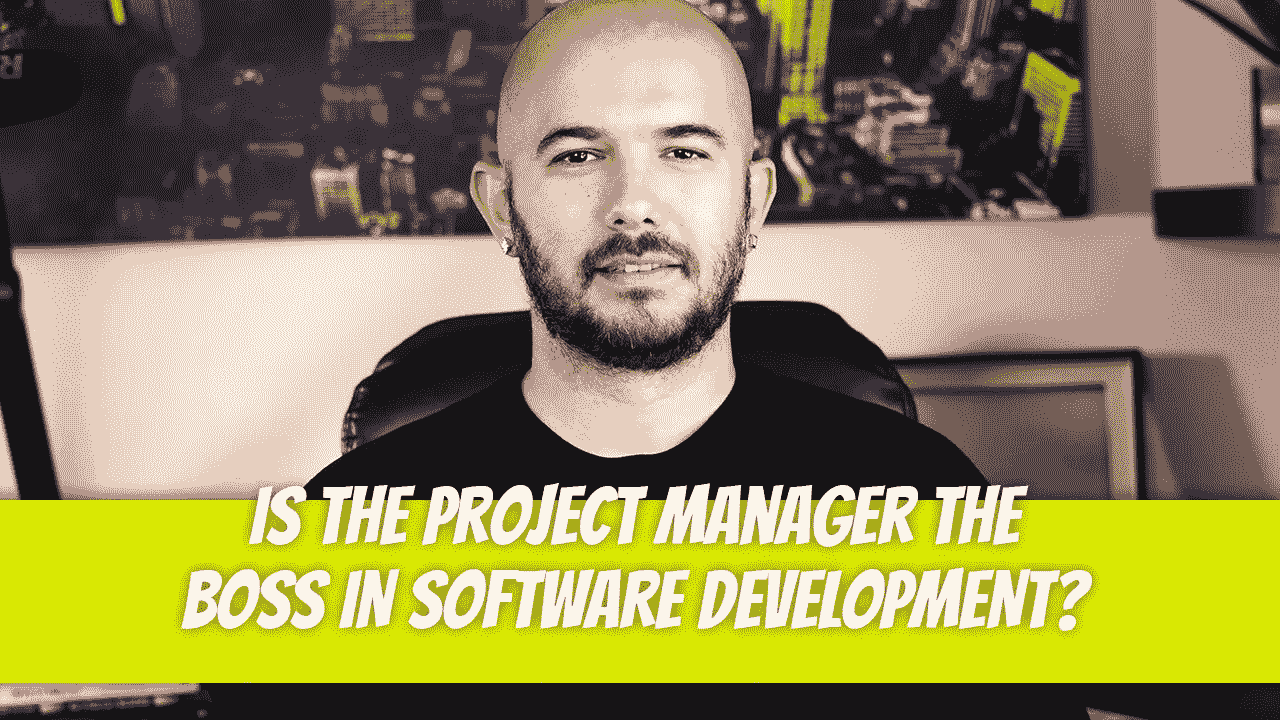 IS THE PROJECT MANAGER THE
BOSS IN SOFTWARE DEVELOPMENT?